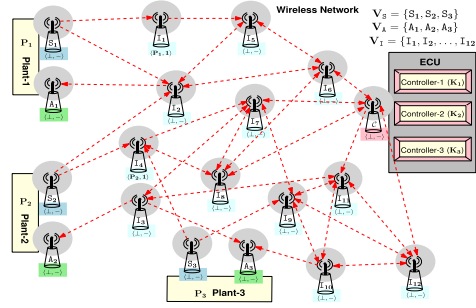 Wireless Network
V_S = {S_1, S_2, S_3}
V_A = {A_1, A_2, A_3}
V_I = {I_1, I_2, . . . , I_12}
P_1
Plant-1
S_1
⟨⊥, −⟩
I_1
⟨P_1, 1⟩
I_5
⟨⊥, −⟩
ECU
Controller-1 (K_1)
Controller-2 (K_2)
Controller-3 (K_3)
A_1
⟨⊥, −⟩
I_2
⟨⊥, −⟩
I_6
⟨⊥, −⟩
I_7
⟨⊥, −⟩
C
⟨⊥, −⟩
I_4
⟨P_2, 1⟩
P_2
Plant-2
S_2
⟨⊥, −⟩
I_8
⟨⊥, −⟩
I_11
⟨⊥, −⟩
I_3
⟨⊥, −⟩
I_9
⟨⊥, −⟩
A_2
⟨⊥, −⟩
S_3
⟨⊥, −⟩
A_3
⟨⊥, −⟩
I_10
⟨⊥, −⟩
I_12
⟨⊥, −⟩
P_3 Plant-3